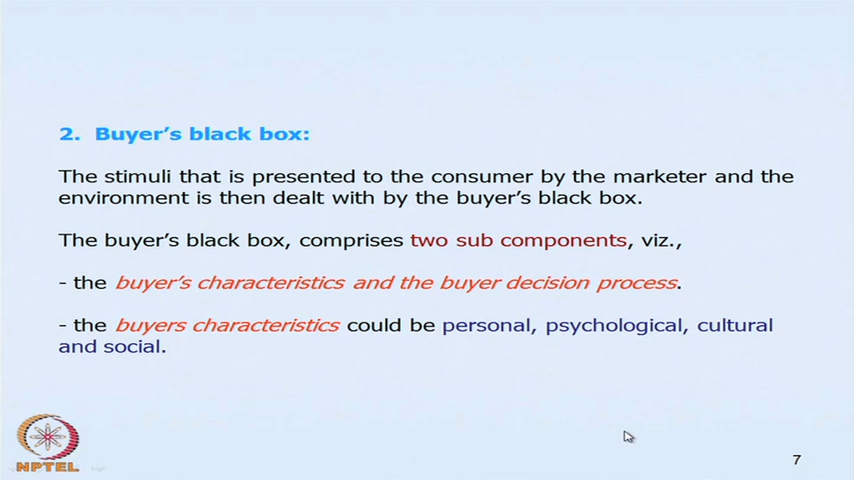 2. Buyer's black box:
The stimuli that is presented to the consumer by the marketer and the
environment is then dealt with by the buyer's black box.
The buyer's black box, comprises two sub components, viz.,
- the buyer's characteristics and the buyer decision process.
- the buyers characteristics could be personal, psychological, cultural
and social.
NPTEL
7